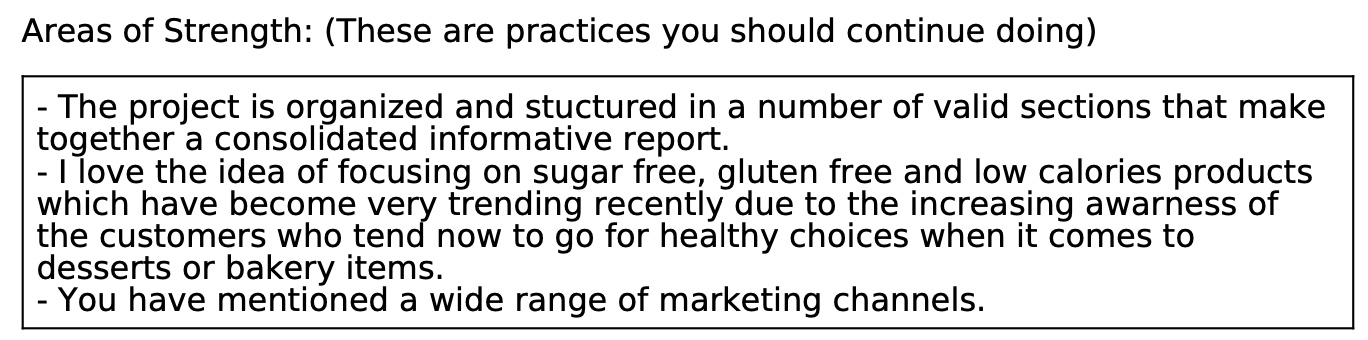 Areas of Strength: (These are practices you should continue doing)
- The project is organized and stuctured in a number of valid sections that make
together a consolidated informative report.
- I love the idea of focusing on sugar free, gluten free and low calories products
which have become very trending recently due to the increasing awarness of
the customers who tend now to go for healthy choices when it comes to
desserts or bakery items.
- You have mentioned a wide range of marketing channels.